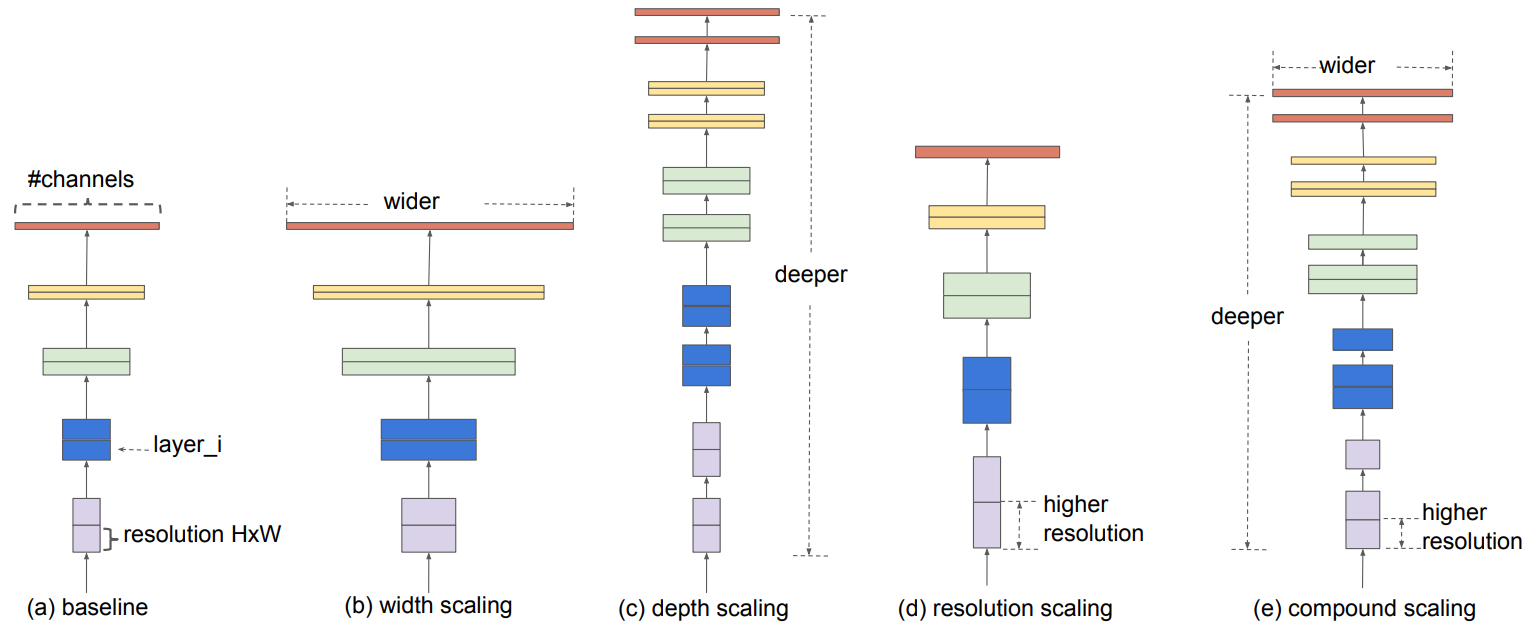 #channels
layer_i
resolution HxW
(a) baseline
wider
(b) width scaling
deeper
(c) depth scaling
higher
resolution
(d) resolution scaling
wider
deeper
higher
resolution
(e) compound scaling